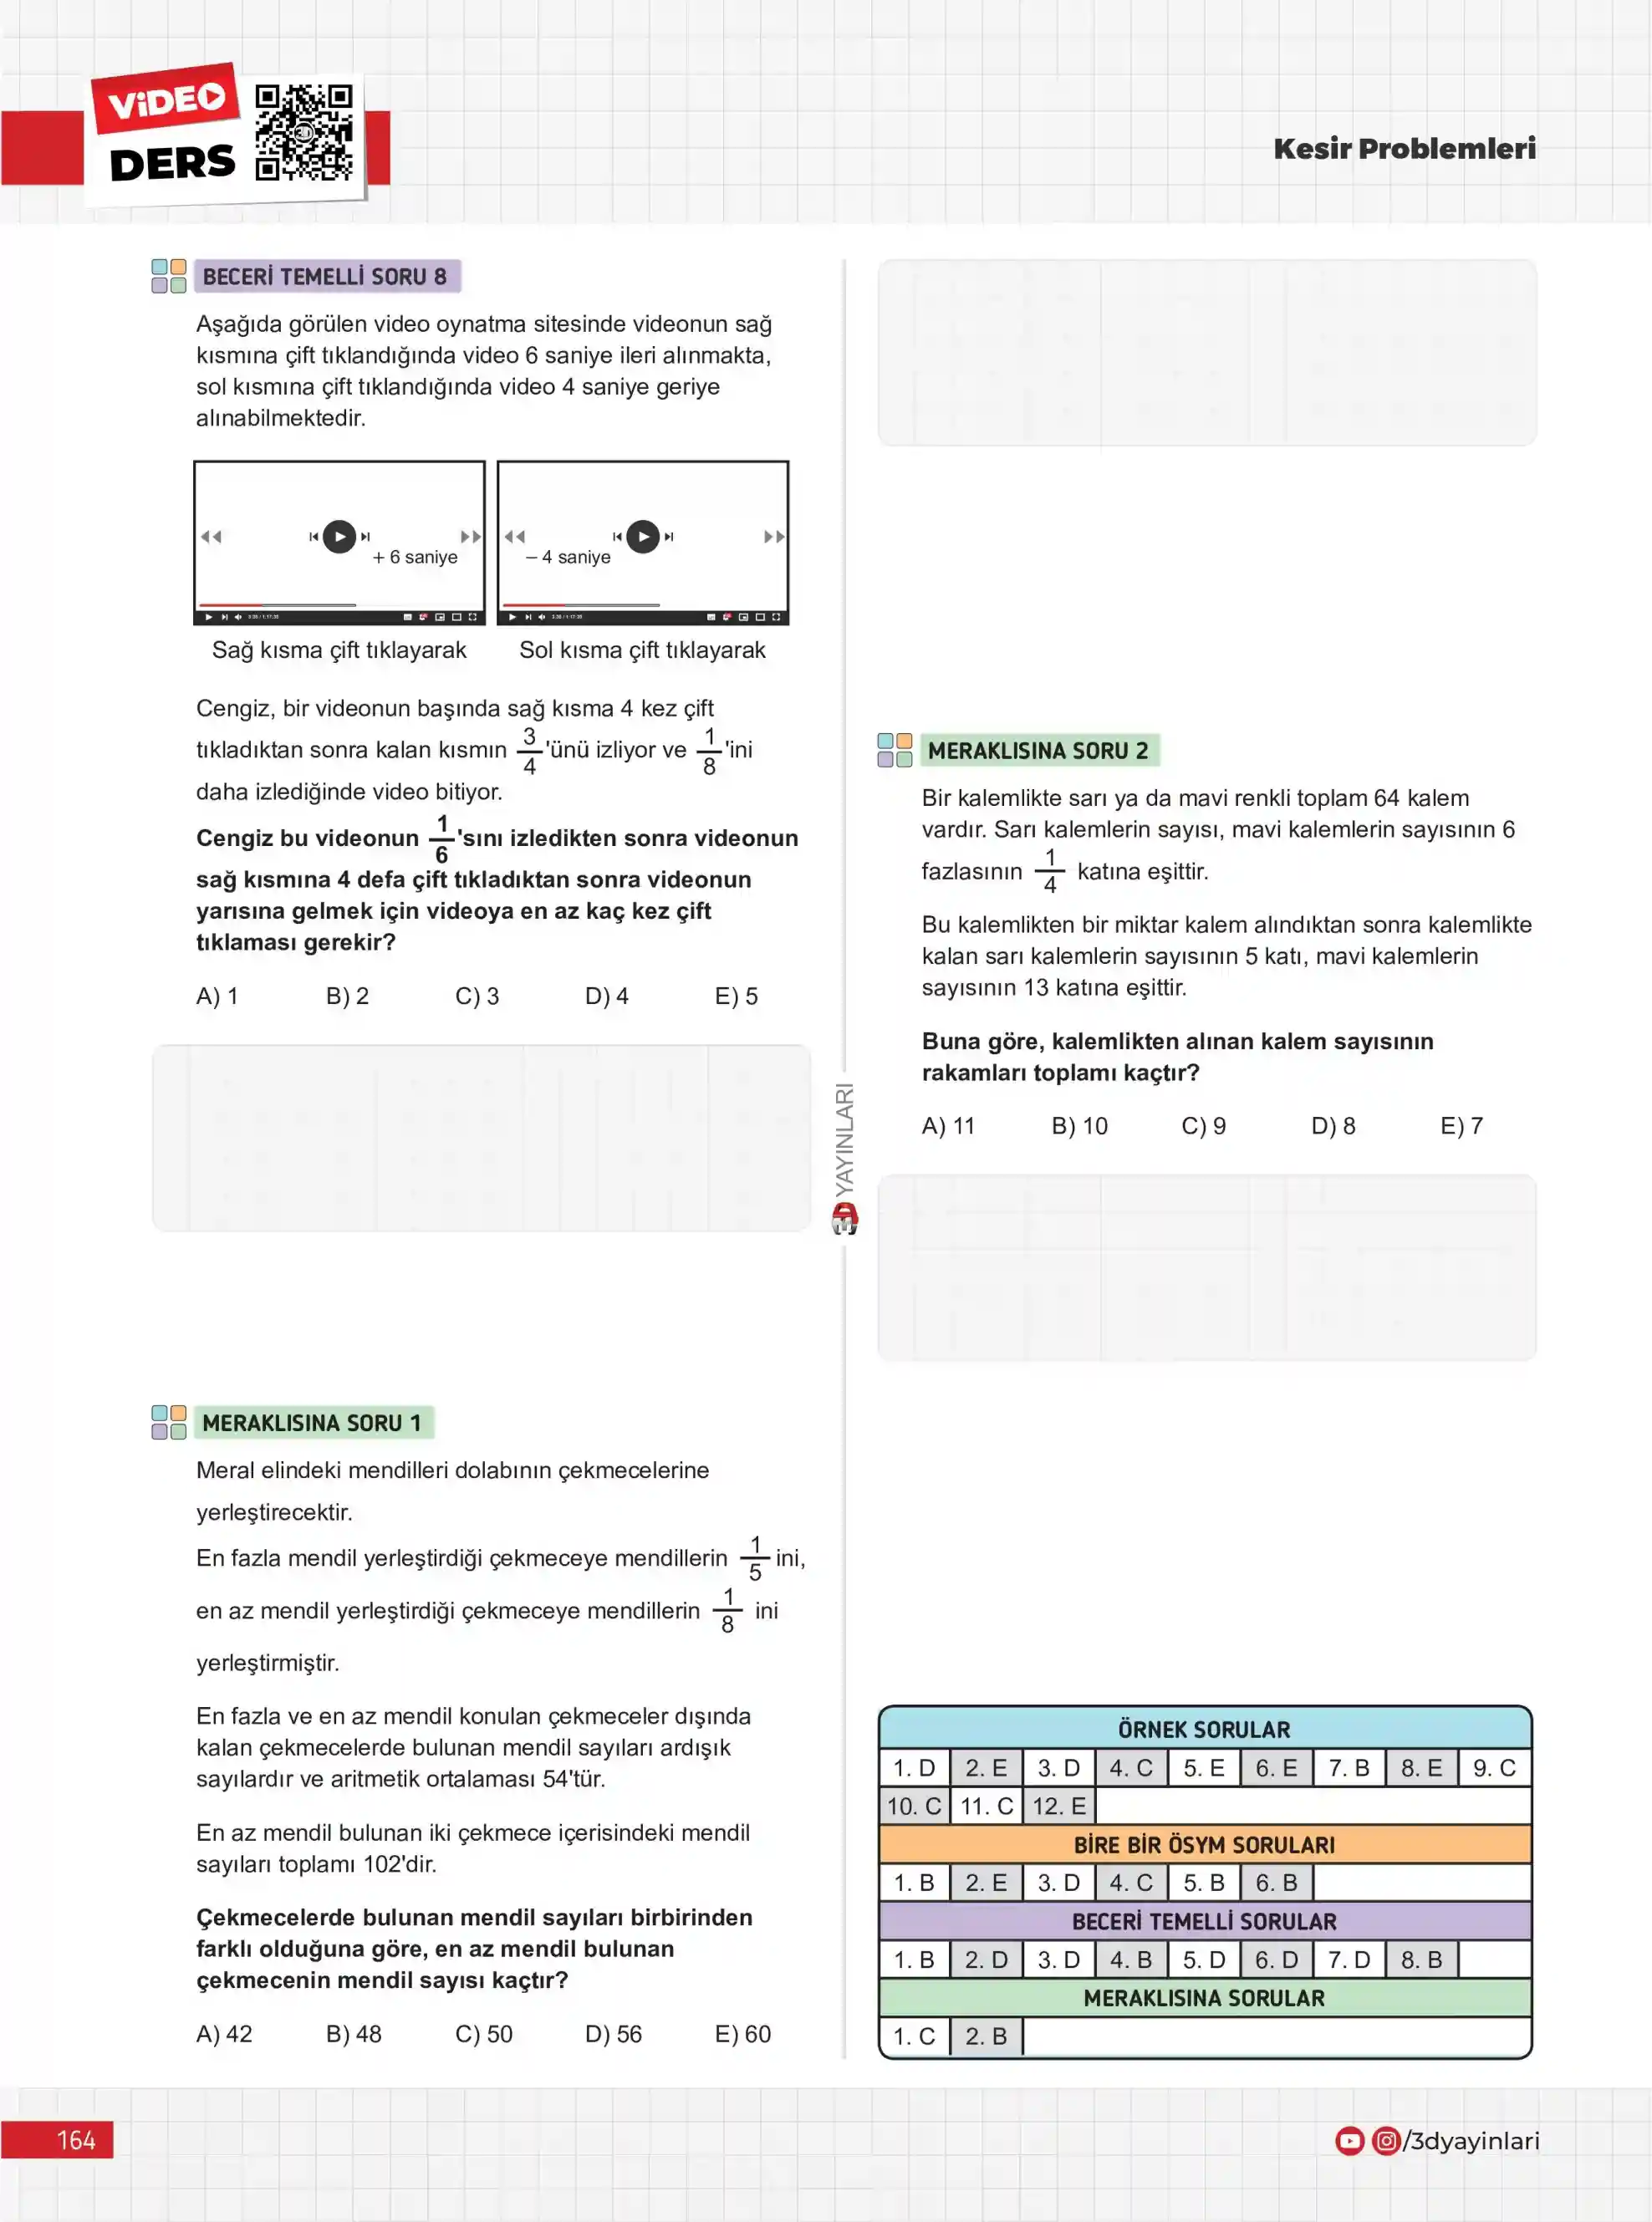 VİDEO
DERS
3D
Kesir Problemleri
BECERİ TEMELLİ SORU 8
Aşağıda görülen video oynatma sitesinde videonun sağ
kısmına çift tıklandığında video 6 saniye ileri alınmakta,
sol kısmına çift tıklandığında video 4 saniye geriye
alınabilmektedir.
+ 6 saniye
– 4 saniye
Sağ kısma çift tıklayarak
Sol kısma çift tıklayarak
Cengiz, bir videonun başında sağ kısma 4 kez çift
tıkladıktan sonra kalan kısmın 3/4 'ünü izliyor ve 1/8 'ini
daha izlediğinde video bitiyor.
Cengiz bu videonun 1/6 'sını izledikten sonra videonun
sağ kısmına 4 defa çift tıkladıktan sonra videonun
yarısına gelmek için videoya en az kaç kez çift
tıklaması gerekir?
A) 1 B) 2 C) 3 D) 4 E) 5
MERAKLISINA SORU 1
Meral elindeki mendilleri dolabının çekmecelerine
yerleştirecektir.
En fazla mendil yerleştirdiği çekmeceye mendillerin 1/5 ini,
en az mendil yerleştirdiği çekmeceye mendillerin 1/8 ini
yerleştirmiştir.
En fazla ve en az mendil konulan çekmeceler dışında
kalan çekmecelerde bulunan mendil sayıları ardışık
sayılardır ve aritmetik ortalaması 54'tür.
En az mendil bulunan iki çekmece içerisindeki mendil
sayıları toplamı 102'dir.
Çekmecelerde bulunan mendil sayıları birbirinden
farklı olduğuna göre, en az mendil bulunan
çekmecenin mendil sayısı kaçtır?
A) 42 B) 48 C) 50 D) 56 E) 60
YAYINLARI
MERAKLISINA SORU 2
Bir kalemlikte sarı ya da mavi renkli toplam 64 kalem
vardır. Sarı kalemlerin sayısı, mavi kalemlerin sayısının 6
fazlasının 1/4 katına eşittir.
Bu kalemlikten bir miktar kalem alındıktan sonra kalemlikte
kalan sarı kalemlerin sayısının 5 katı, mavi kalemlerin
sayısının 13 katına eşittir.
Buna göre, kalemlikten alınan kalem sayısının
rakamları toplamı kaçtır?
A) 11 B) 10 C) 9 D) 8 E) 7
ÖRNEK SORULAR
1. D 2. E 3. D 4. C 5. E 6. E 7. B 8. E 9. C
10. C 11. C 12. E
BİRE BİR ÖSYM SORULARI
1. B 2. E 3. D 4. C 5. B 6. B
BECERİ TEMELLİ SORULAR
1. B 2. D 3. D 4. B 5. D 6. D 7. D 8. B
MERAKLISINA SORULAR
1. C 2. B
164
/3dyayinlari